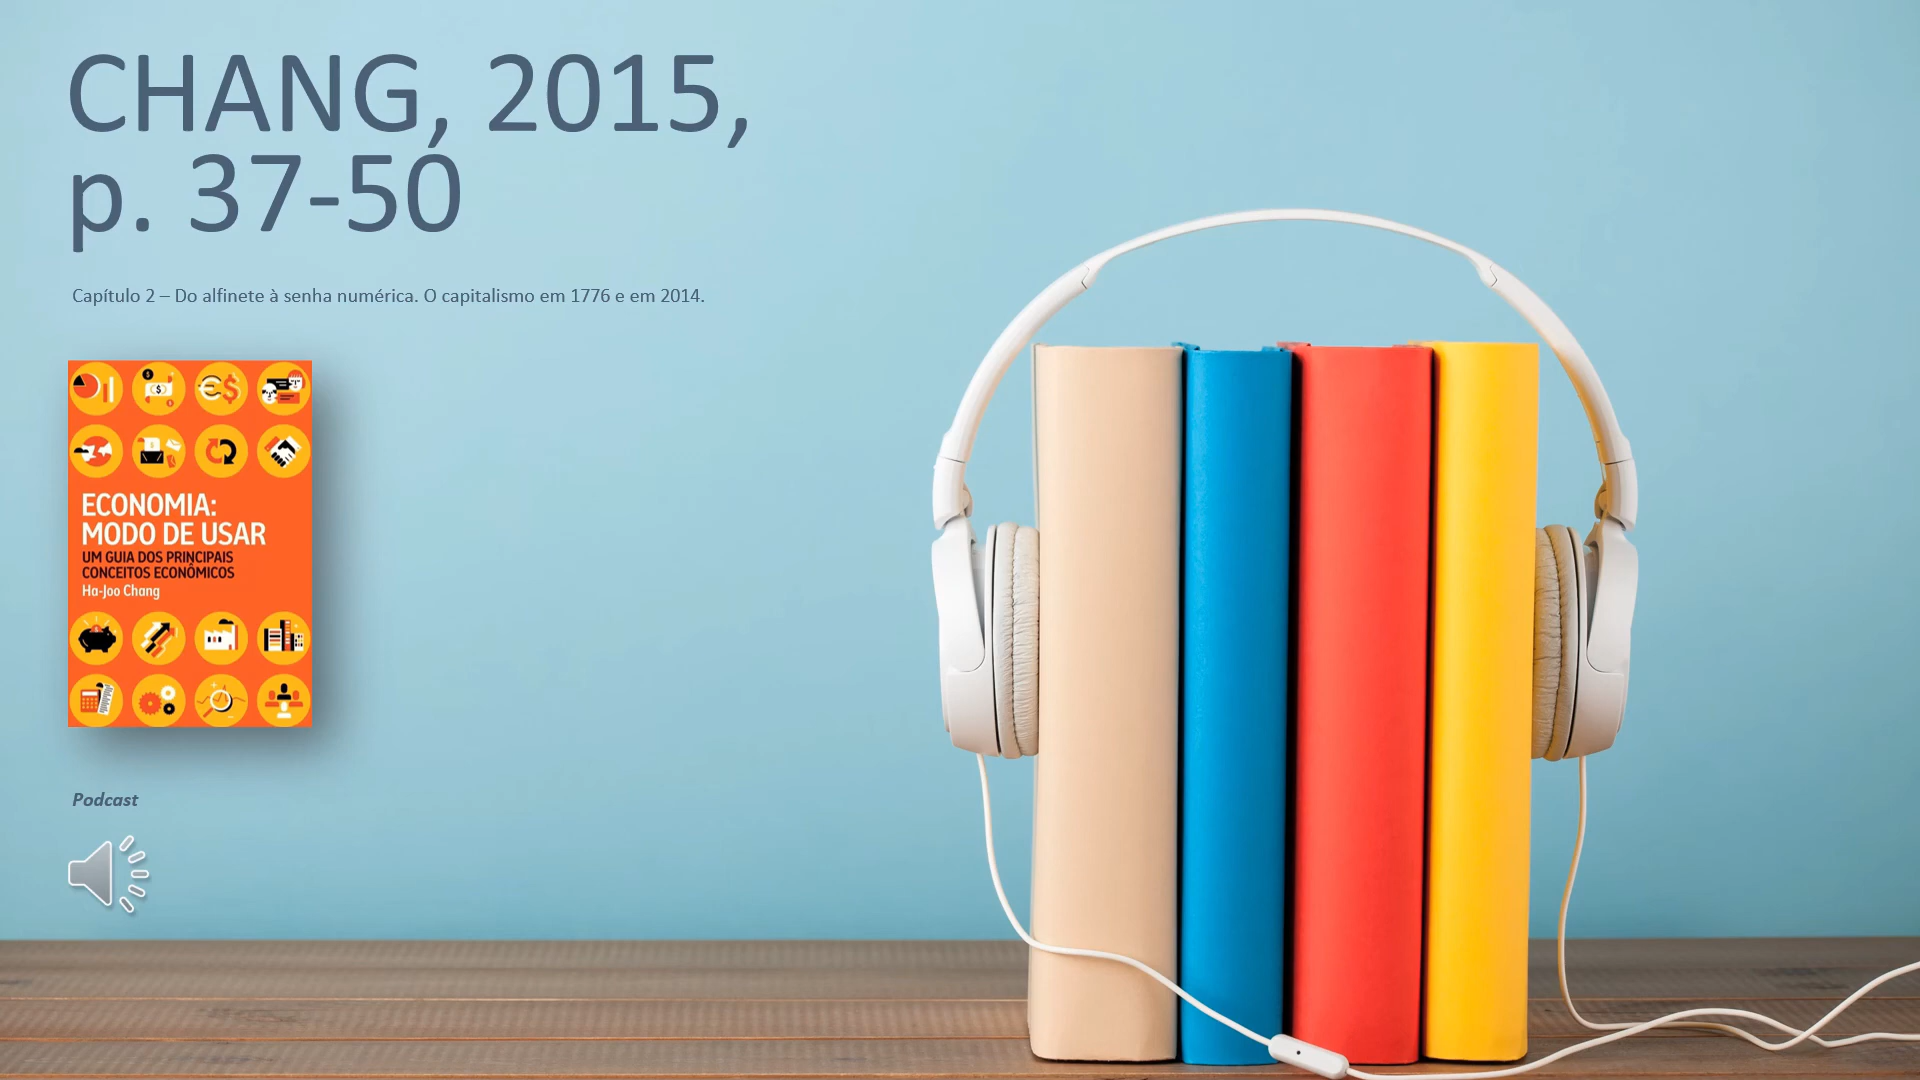 CHANG, 2015,
p. 37-50
Capítulo 2 – Do alfinete à senha numérica. O capitalismo em 1776 e em 2014.
ECONOMIA:
MODO DE USAR
UM GUIA DOS PRINCIPAIS
CONCEITOS ECONÔMICOS
Ha-Joo Chang
Podcast